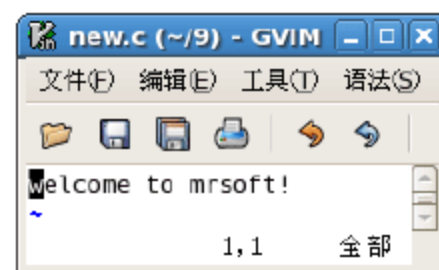 new.c (~/9) - GVIM
文件(F) 编辑(E) 工具(T) 语法(S)
welcome to mrsoft!
~
1,1 全部